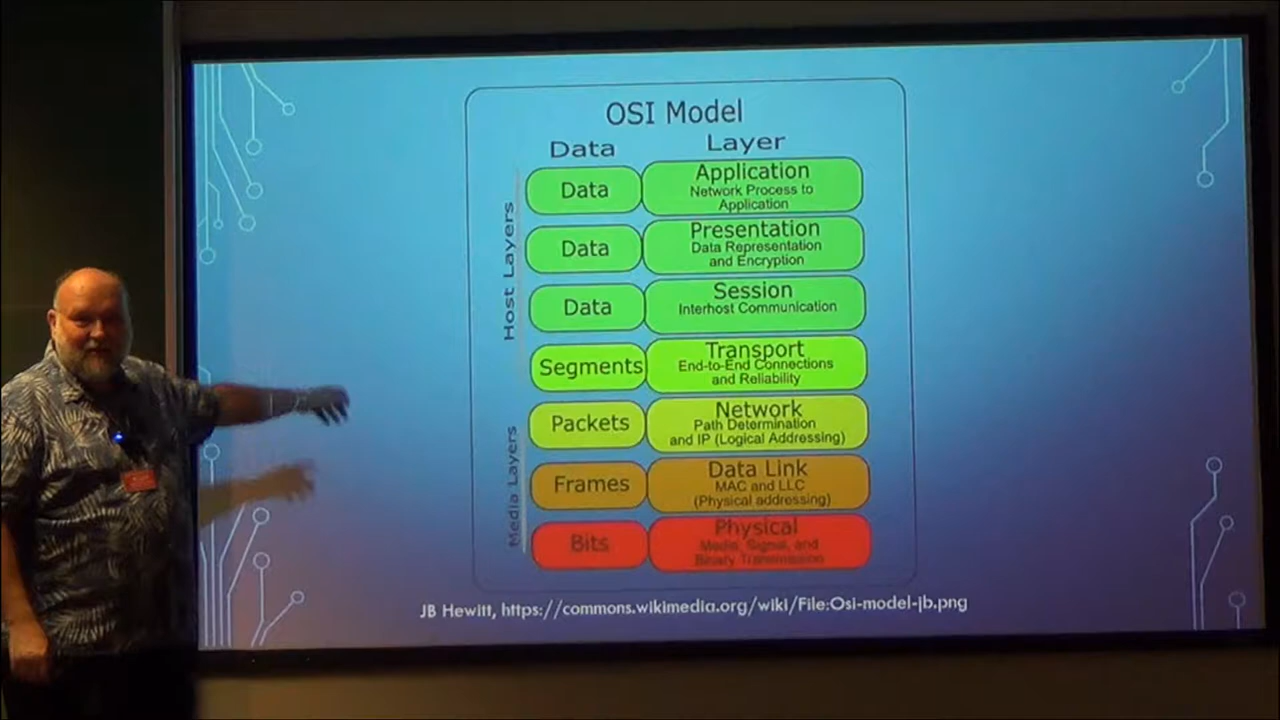 OSI Model
Data
Layer
Host Layers
Data
Application
Network Process to
Application
Data
Presentation
Data Representation
and Encryption
Data
Session
Interhost Communication
Segments
Transport
End-to-End Connections
and Reliability
Media Layers
Packets
Network
Path Determination
and IP (Logical Addressing)
Frames
Data Link
MAC and LLC
(Physical addressing)
Bits
Physical
Media, Signal, and
Binary Transmission
JB Hewitt, https://commons.wikimedia.org/wiki/File:Osi-model-jb.png